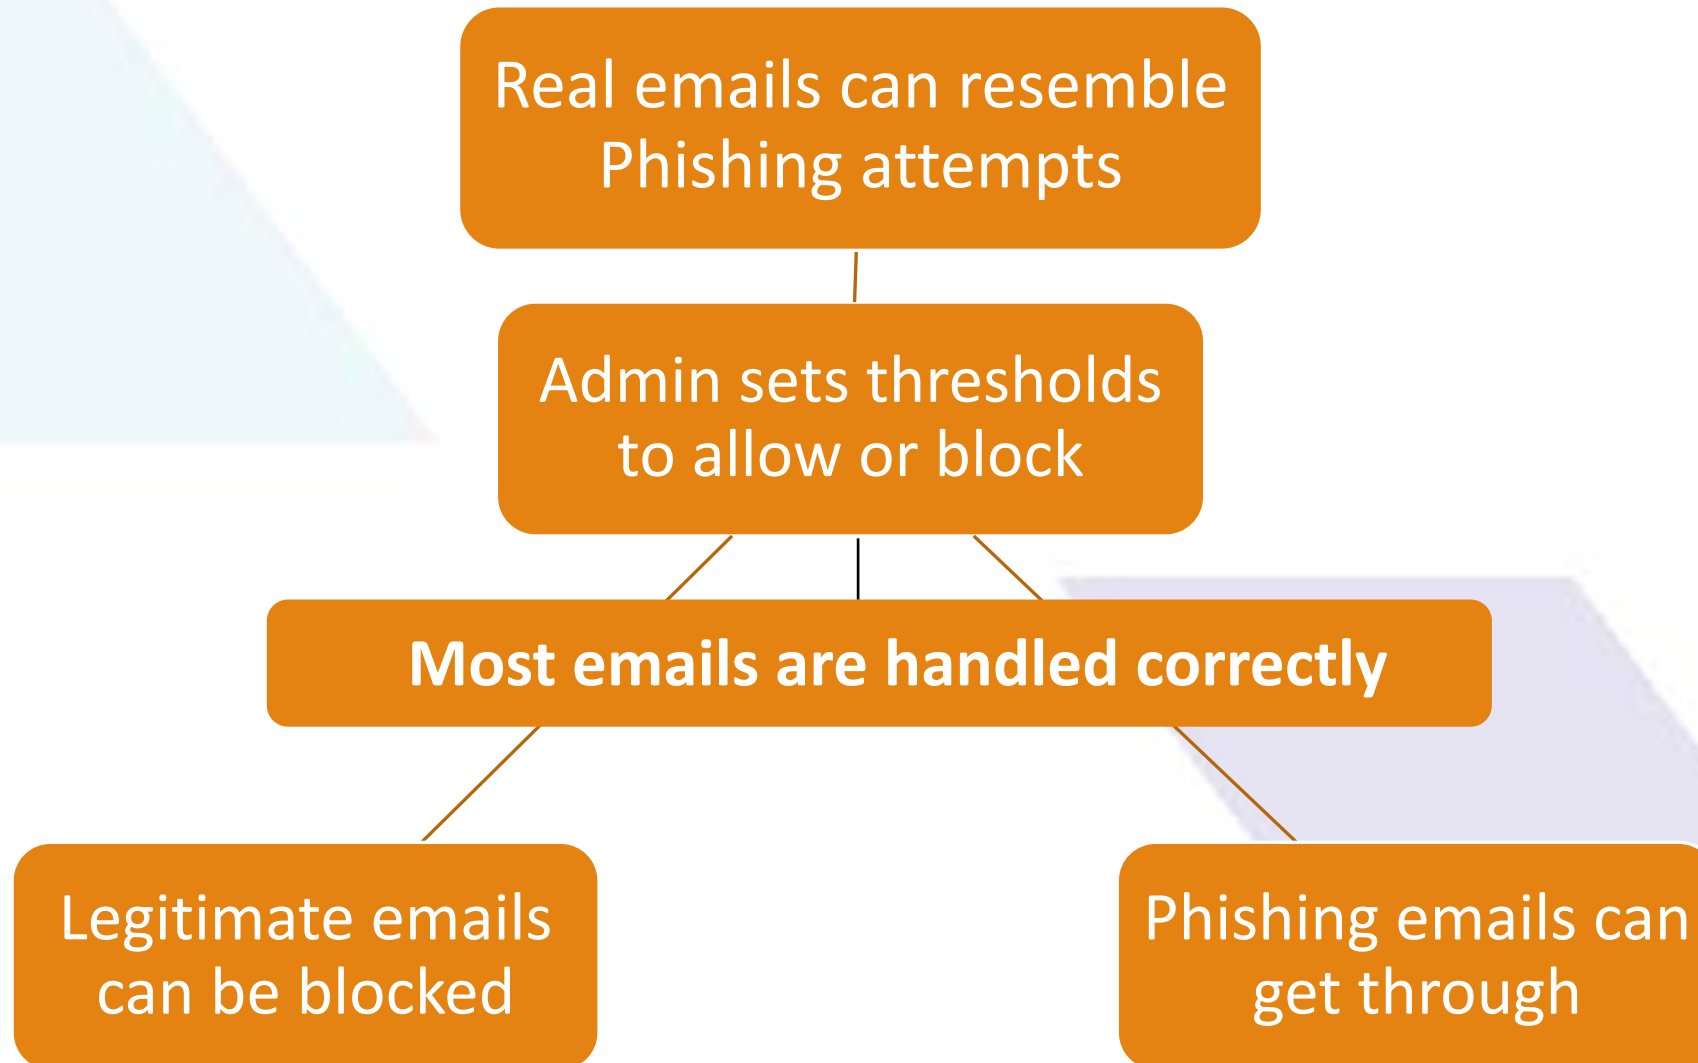 Real emails can resemble
Phishing attempts
Admin sets thresholds
to allow or block
Most emails are handled correctly
Legitimate emails
can be blocked
Phishing emails can
get through